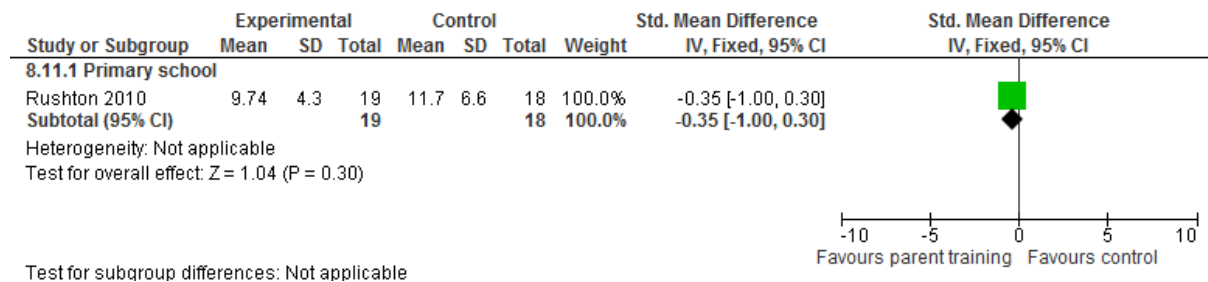 Experimental Control Std. Mean Difference Std. Mean Difference
Study or Subgroup Mean SD Total Mean SD Total Weight IV, Fixed, 95% CI IV, Fixed, 95% CI
8.11.1 Primary school
Rushton 2010 9.74 4.3 19 11.7 6.6 18 100.0% -0.35 [-1.00, 0.30]
Subtotal (95% CI) 19 18 100.0% -0.35 [-1.00, 0.30]
Heterogeneity: Not applicable
Test for overall effect: Z = 1.04 (P = 0.30)
-10 -5 0 5 10
Favours parent training Favours control
Test for subgroup differences: Not applicable